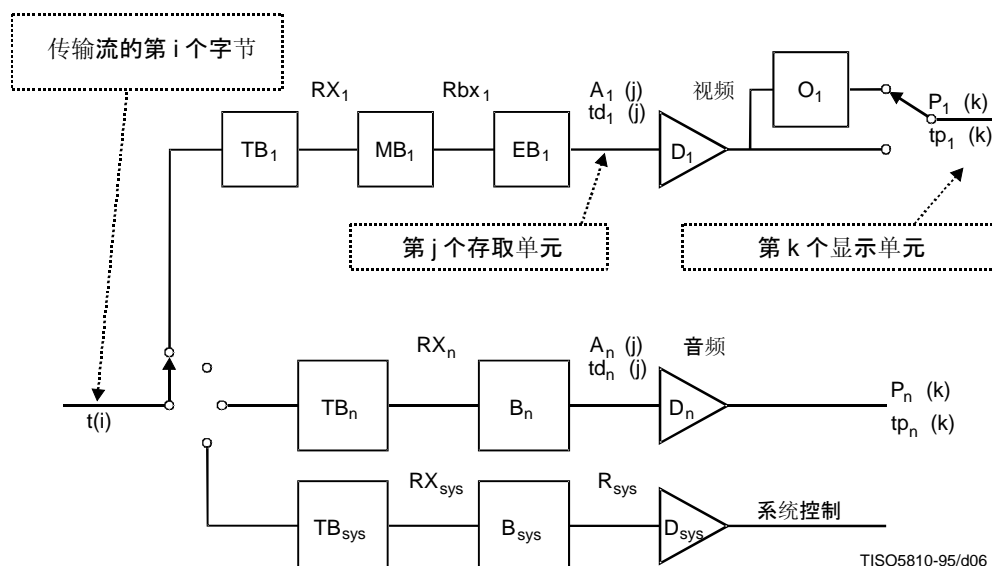 传输流的第 i 个字节
RX₁
Rbx₁
A₁ (j)
td₁ (j)
视频
O₁
P₁ (k)
tp₁ (k)
TB₁
MB₁
EB₁
D₁
第 j 个存取单元
第 k 个显示单元
t(i)
RXₙ
Aₙ (j)
tdₙ (j)
音频
TBₙ
Bₙ
Dₙ
Pₙ (k)
tpₙ (k)
RXsys
Rsys
TBsys
Bsys
Dsys
系统控制
TISO5810-95/d06